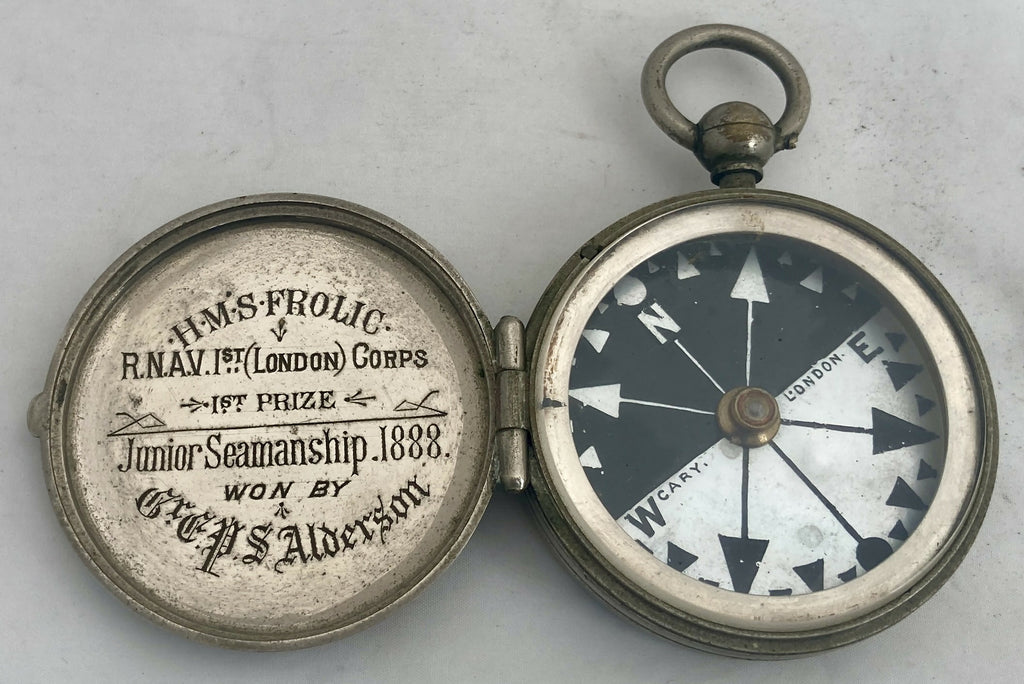 H·M·S·FROLIC·
R.N.A.V. 1ST. (LONDON) CORPS
1ST PRIZE
Junior Seamanship. 1888.
WON BY
P S Alderson
N
E
LONDON.
CARY.
W